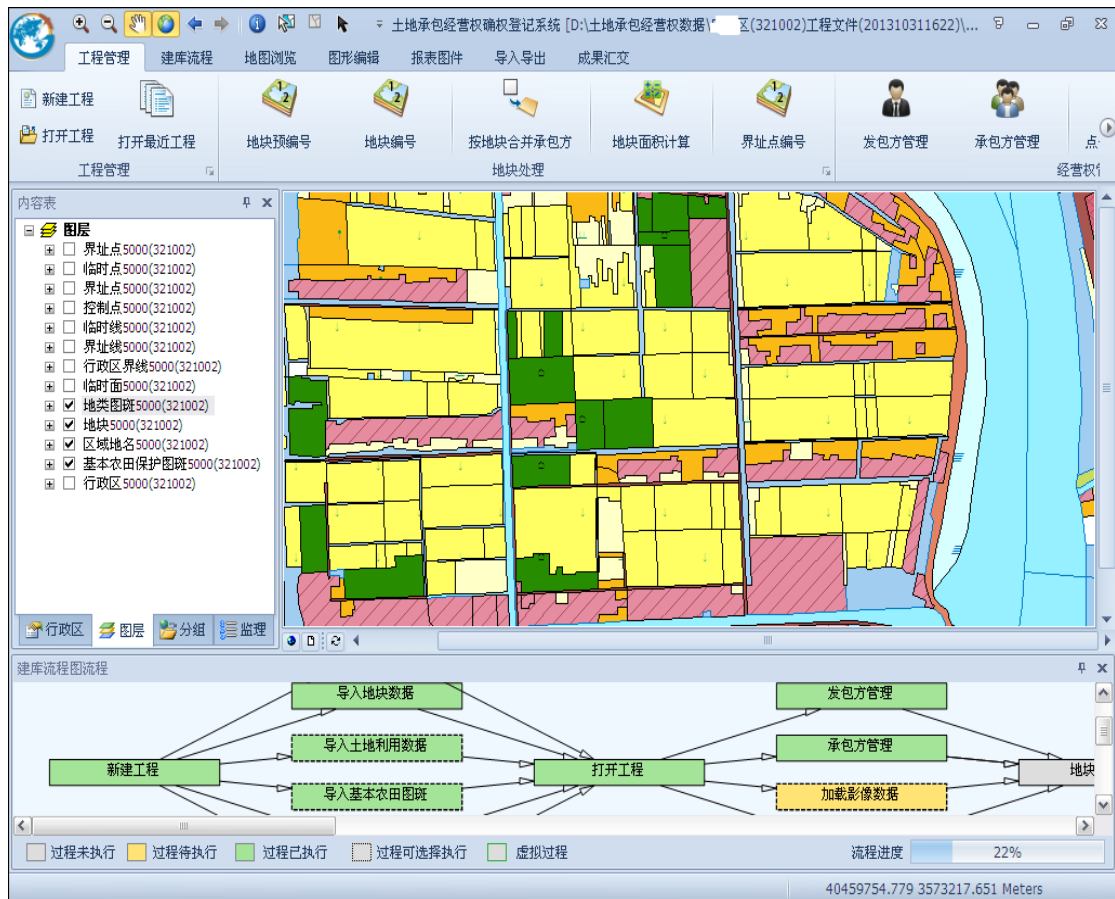 土地承包经营权确权登记系统 [D:\土地承包经营权数据\ 区(321002)工程文件(201310311622)\...
工程管理 建库流程 地图浏览 图形编辑 报表图件 导入导出 成果汇交
新建工程
打开工程
打开最近工程
地块预编号
地块编号
按地块合并承包方
地块面积计算
界址点编号
发包方管理
承包方管理
点
工程管理 地块处理 经营权
内容表
图层
界址点5000(321002)
临时点5000(321002)
界址点5000(321002)
控制点5000(321002)
临时线5000(321002)
界址线5000(321002)
行政区界线5000(321002)
临时面5000(321002)
地类图斑5000(321002)
地块5000(321002)
区域地名5000(321002)
基本农田保护图斑5000(321002)
行政区5000(321002)
行政区 图层 分组 监理
建库流程图流程
导入地块数据 发包方管理
导入土地利用数据 承包方管理
新建工程 打开工程 地块
导入基本农田图斑 加载影像数据
过程未执行 过程待执行 过程已执行 过程可选择执行 虚拟过程 流程进度 22%
40459754.779 3573217.651 Meters